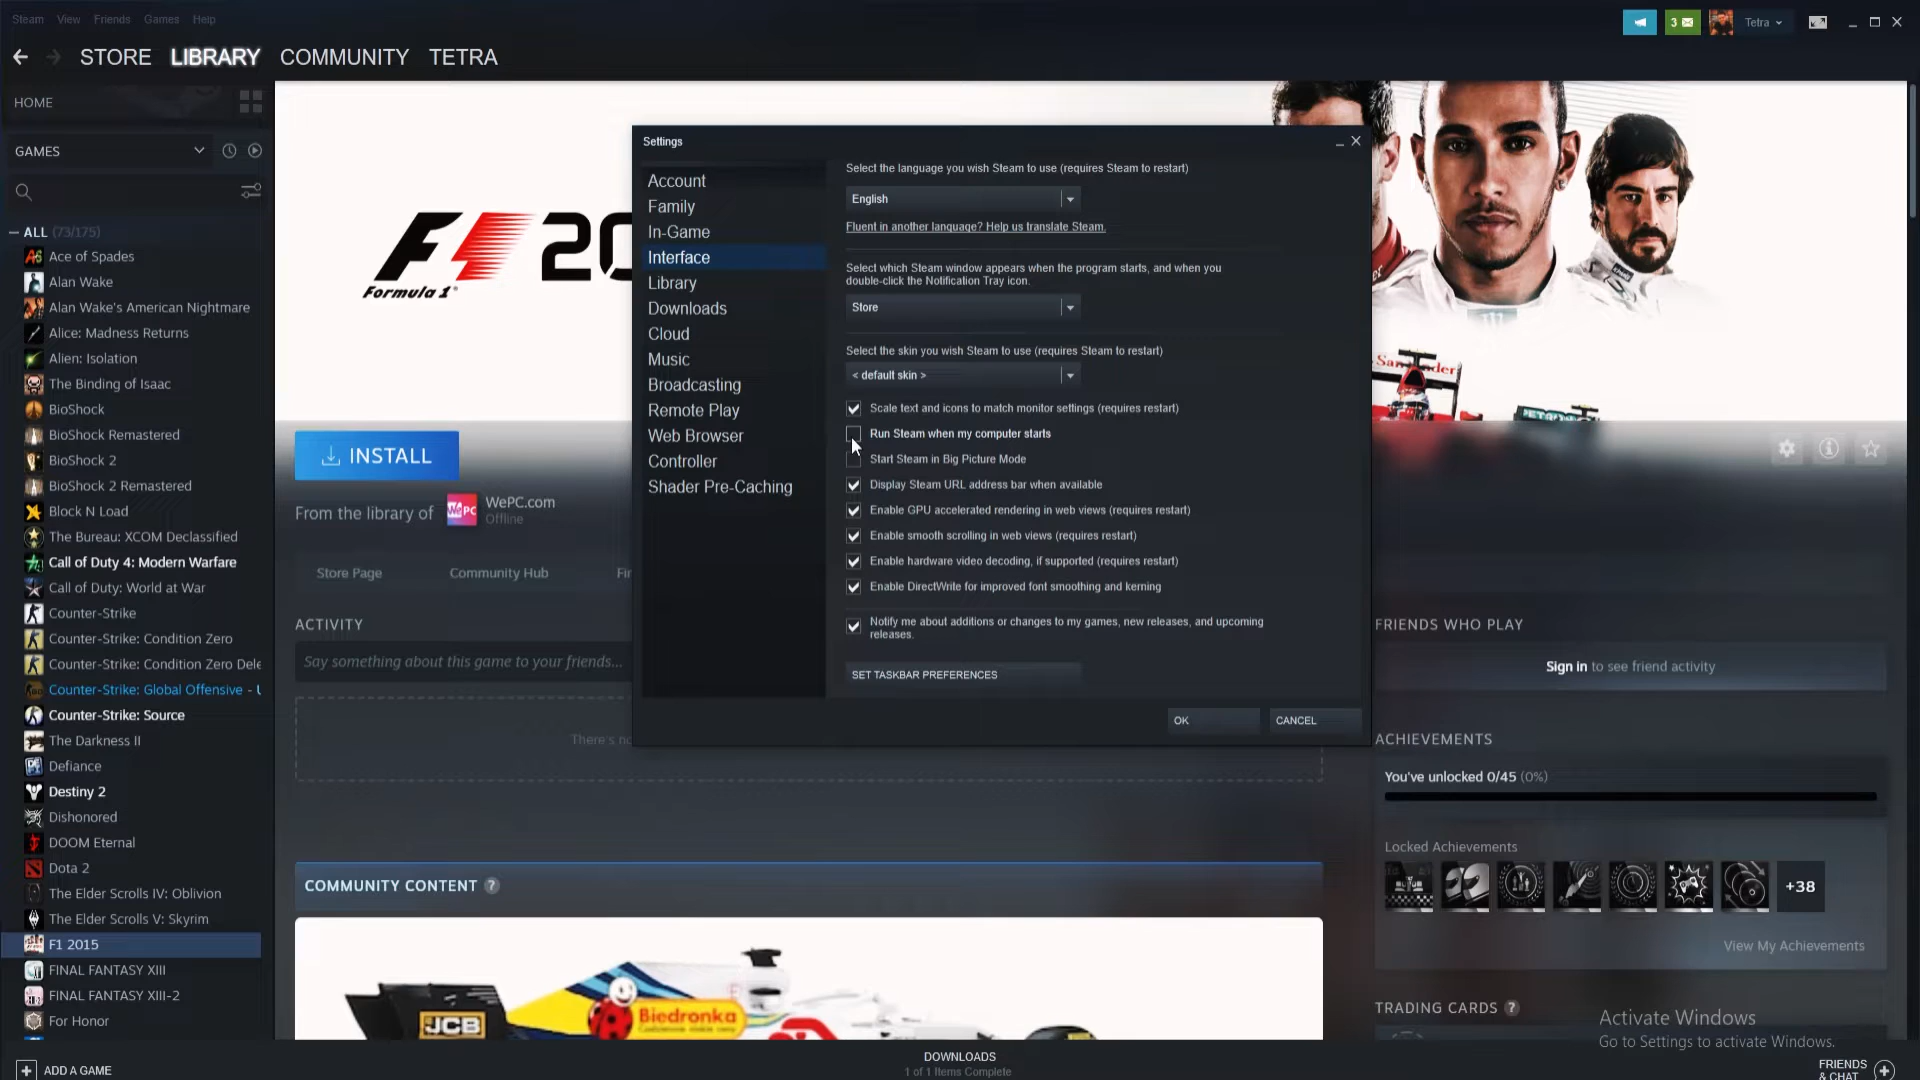 Steam View Friends Games Help
3
Tetra
STORE LIBRARY COMMUNITY TETRA
HOME
GAMES
ALL (73/175)
Ace of Spades
Alan Wake
Alan Wake's American Nightmare
Alice: Madness Returns
Alien: Isolation
The Binding of Isaac
BioShock
BioShock Remastered
BioShock 2
BioShock 2 Remastered
Block N Load
The Bureau: XCOM Declassified
Call of Duty 4: Modern Warfare
Call of Duty: World at War
Counter-Strike
Counter-Strike: Condition Zero
Counter-Strike: Condition Zero Dele
Counter-Strike: Global Offensive - U
Counter-Strike: Source
The Darkness II
Defiance
Destiny 2
Dishonored
DOOM Eternal
Dota 2
The Elder Scrolls IV: Oblivion
The Elder Scrolls V: Skyrim
F1 2015
FINAL FANTASY XIII
FINAL FANTASY XIII-2
For Honor
ADD A GAME
F1 20
Formula 1
INSTALL
From the library of
WePC
WePC.com
Offline
Store Page
Community Hub
ACTIVITY
Say something about this game to your friends...
There's no
COMMUNITY CONTENT ?
JCB
Biedronka
Settings
Account
Family
In-Game
Interface
Library
Downloads
Cloud
Music
Broadcasting
Remote Play
Web Browser
Controller
Shader Pre-Caching
Select the language you wish Steam to use (requires Steam to restart)
English
Fluent in another language? Help us translate Steam.
Select which Steam window appears when the program starts, and when you
double-click the Notification Tray icon.
Store
Select the skin you wish Steam to use (requires Steam to restart)
< default skin >
Scale text and icons to match monitor settings (requires restart)
Run Steam when my computer starts
Start Steam in Big Picture Mode
Display Steam URL address bar when available
Enable GPU accelerated rendering in web views (requires restart)
Enable smooth scrolling in web views (requires restart)
Enable hardware video decoding, if supported (requires restart)
Enable DirectWrite for improved font smoothing and kerning
Notify me about additions or changes to my games, new releases, and upcoming
releases.
SET TASKBAR PREFERENCES
OK
CANCEL
Santander
FRIENDS WHO PLAY
Sign in to see friend activity
ACHIEVEMENTS
You've unlocked 0/45 (0%)
Locked Achievements
+38
View My Achievements
TRADING CARDS ?
Activate Windows
Go to Settings to activate Windows.
DOWNLOADS
1 of 1 Items Complete
FRIENDS
& CHAT